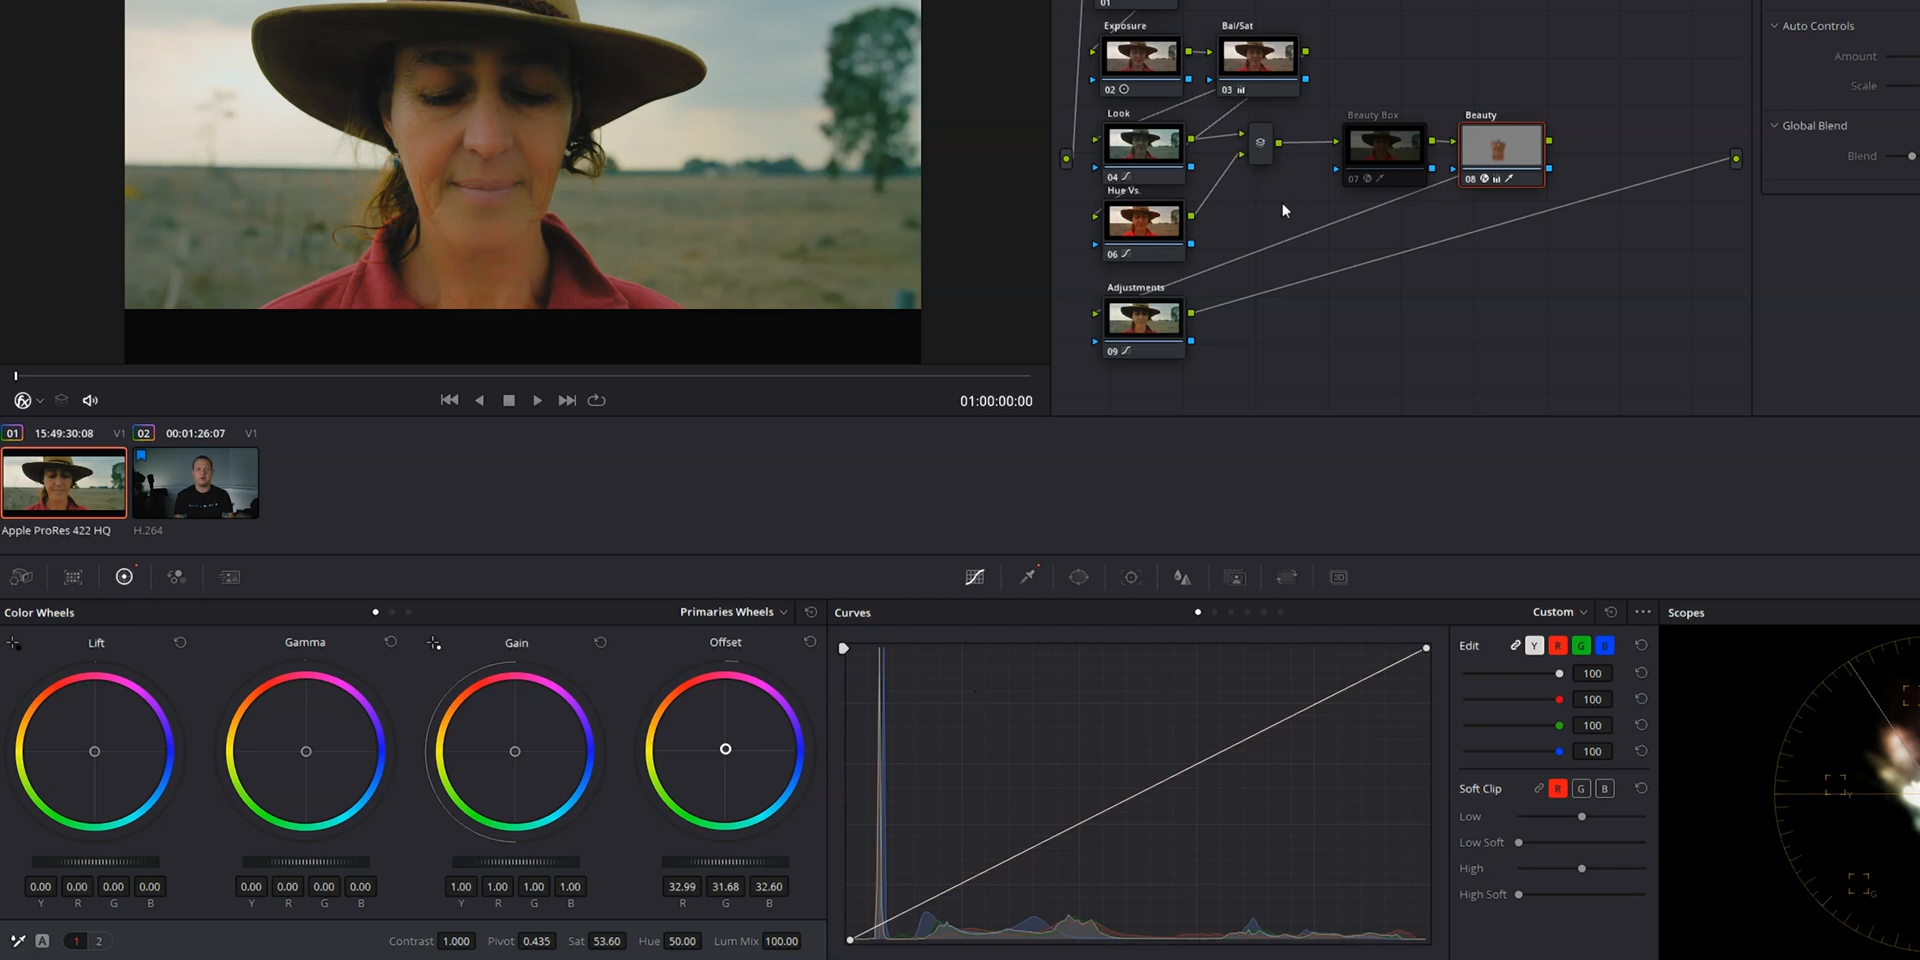 01
Exposure Bal/Sat
Auto Controls
Amount
02 03
Scale
Look Beauty Box Beauty
Global Blend
Blend
04 07 08
Hue Vs.
06
Adjustments
09
01:00:00:00
01 15:49:30:08 V1 02 00:01:26:07 V1
Apple ProRes 422 HQ H.264
3D
Color Wheels Primaries Wheels Curves Custom Scopes
Lift Gamma Gain Offset
Edit Y R G B
100
100
100
100
Soft Clip R G B
Low
Low Soft
High
High Soft
0.00 0.00 0.00 0.00 0.00 0.00 0.00 0.00 1.00 1.00 1.00 1.00 32.99 31.68 32.60
Y R G B Y R G B Y R G B R G B
A 1 2 Contrast 1.000 Pivot 0.435 Sat 53.60 Hue 50.00 Lum Mix 100.00
Y
G